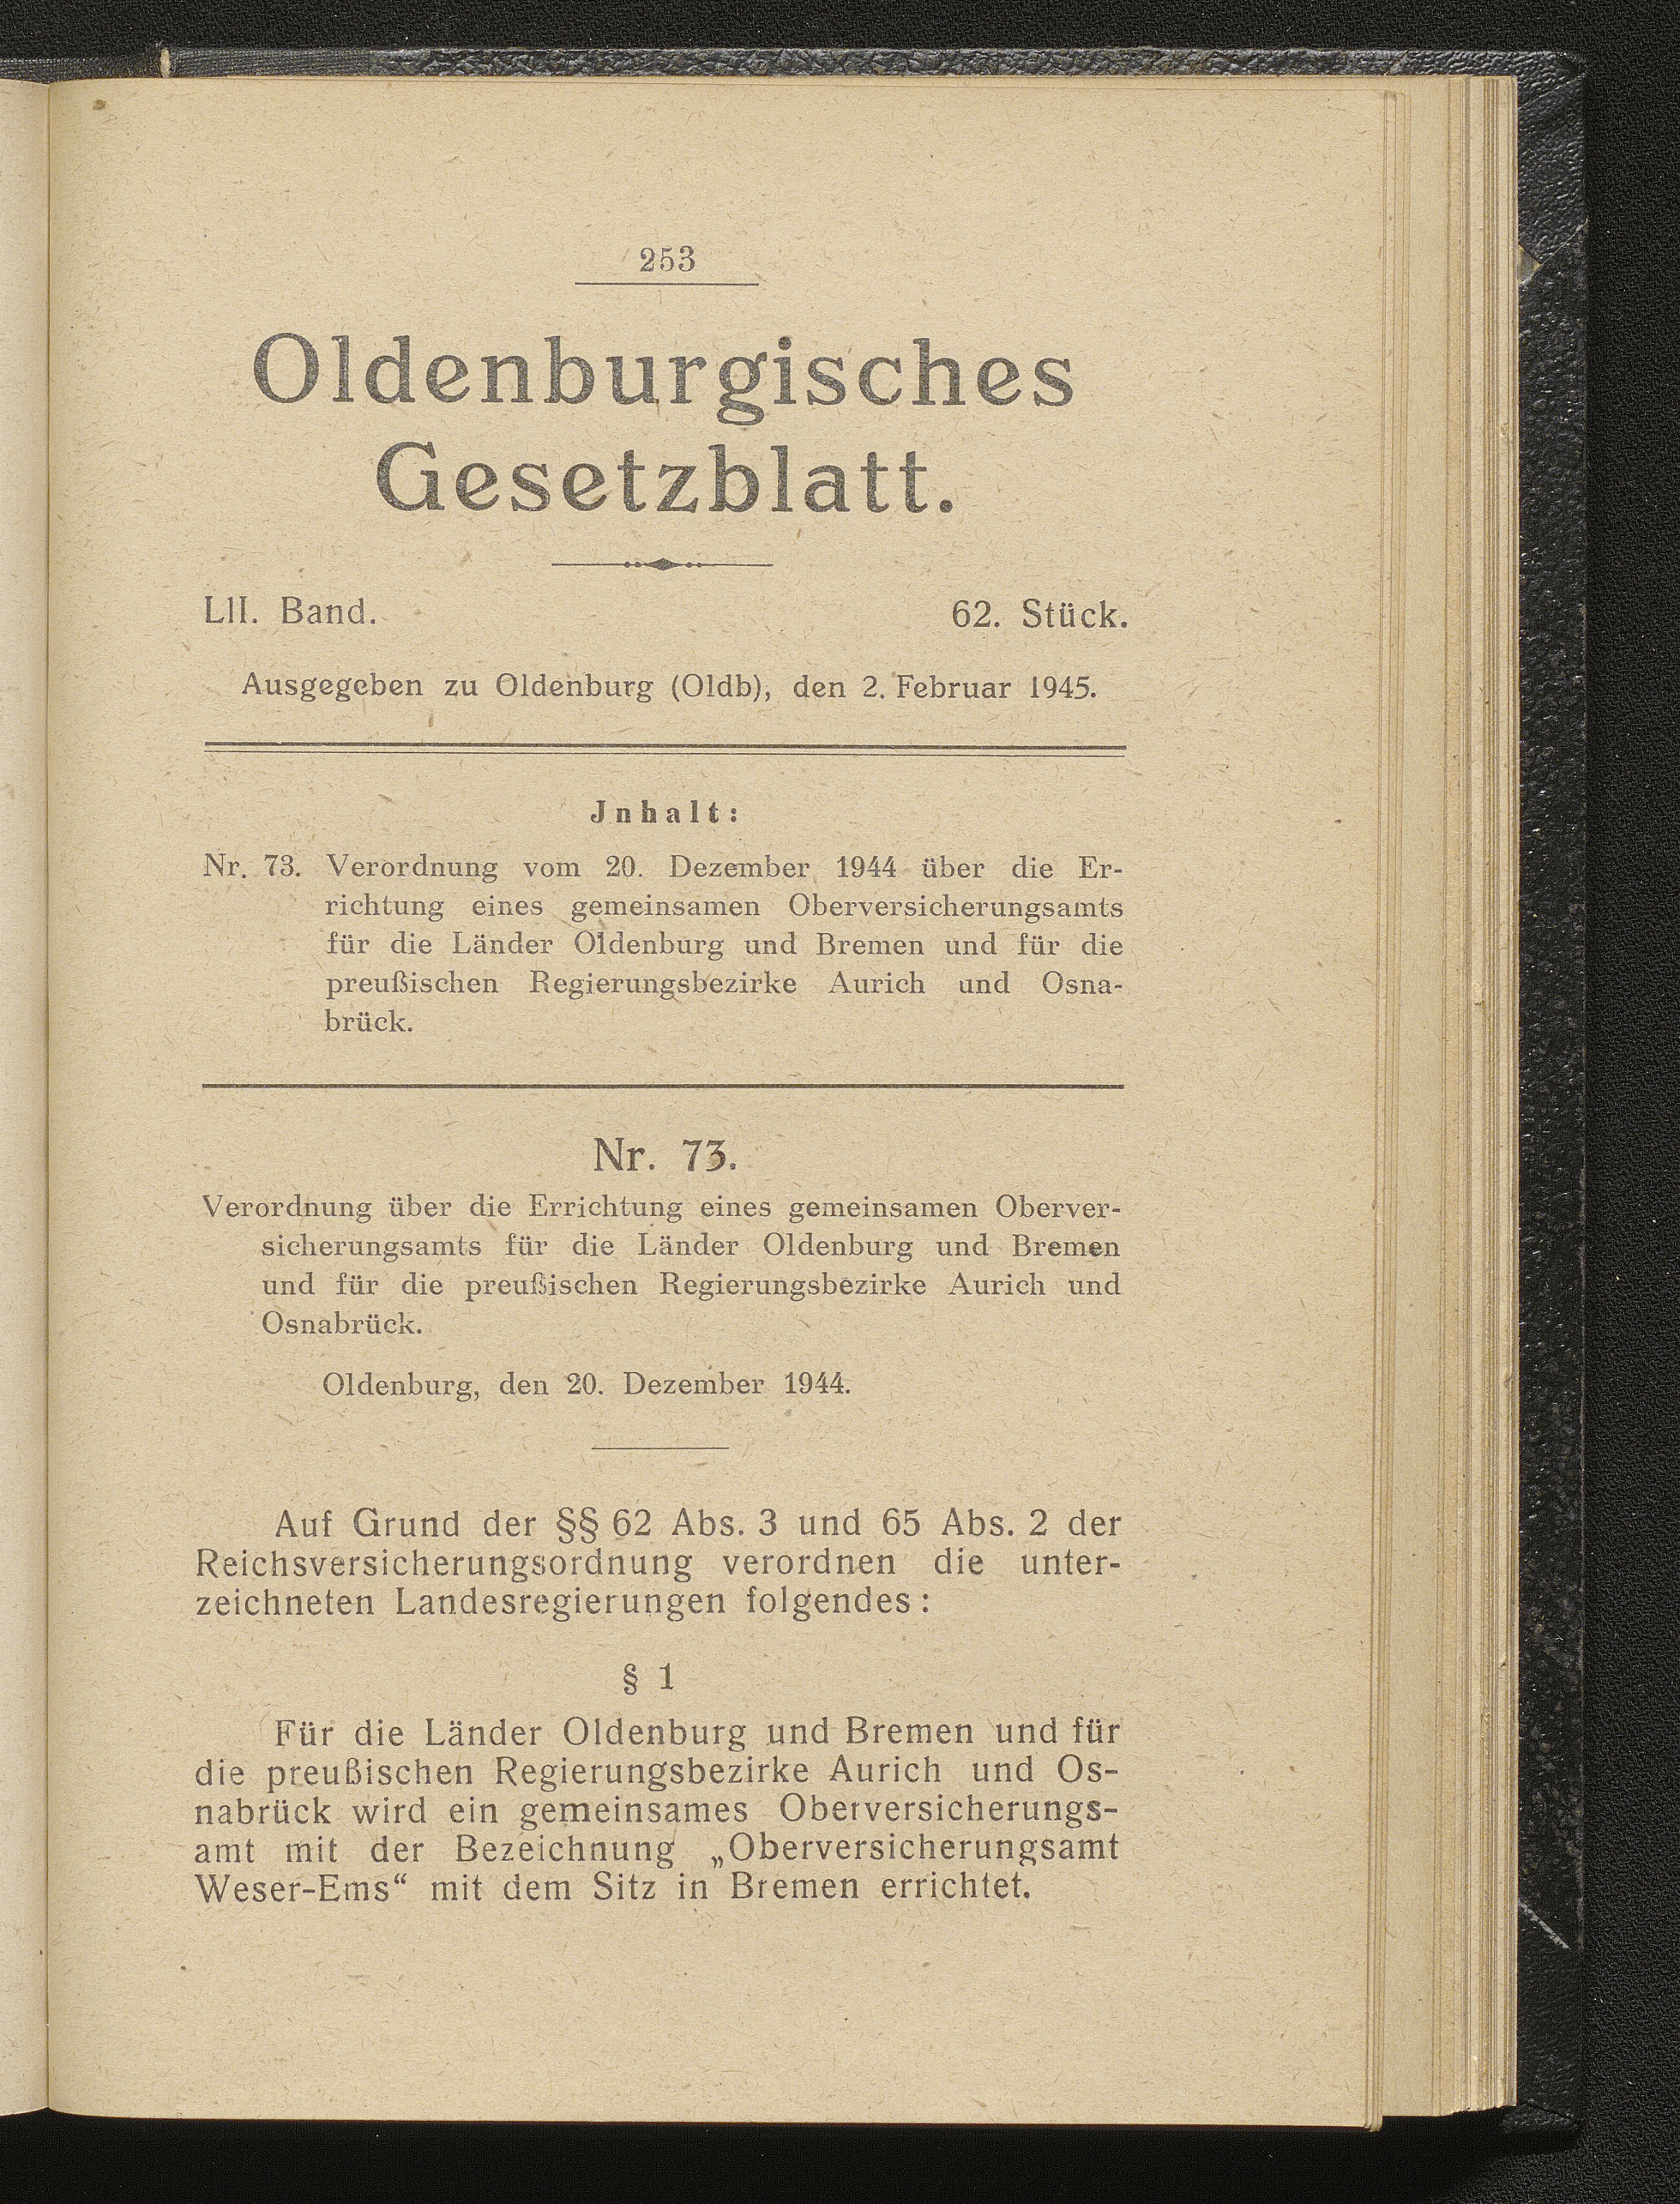 253
Oldenburgisches
Gesetzblatt.
LII. Band.
62. Stück.
Ausgegeben zu Oldenburg (Oldb), den 2. Februar 1945.
Jnhalt:
Nr. 73. Verordnung vom 20. Dezember 1944 über die Er-
richtung eines gemeinsamen Oberversicherungsamts
für die Länder Oldenburg und Bremen und für die
preußischen Regierungsbezirke Aurich und Osna-
brück.
Nr. 73.
Verordnung über die Errichtung eines gemeinsamen Oberver-
sicherungsamts für die Länder Oldenburg und Bremen
und für die preußischen Regierungsbezirke Aurich und
Osnabrück.
Oldenburg, den 20. Dezember 1944.
Auf Grund der §§ 62 Abs. 3 und 65 Abs. 2 der
Reichsversicherungsordnung verordnen die unter-
zeichneten Landesregierungen folgendes:
§ 1
Für die Länder Oldenburg und Bremen und für
die preußischen Regierungsbezirke Aurich und Os-
nabrück wird ein gemeinsames Oberversicherungs-
amt mit der Bezeichnung „Oberversicherungsamt
Weser-Ems“ mit dem Sitz in Bremen errichtet.